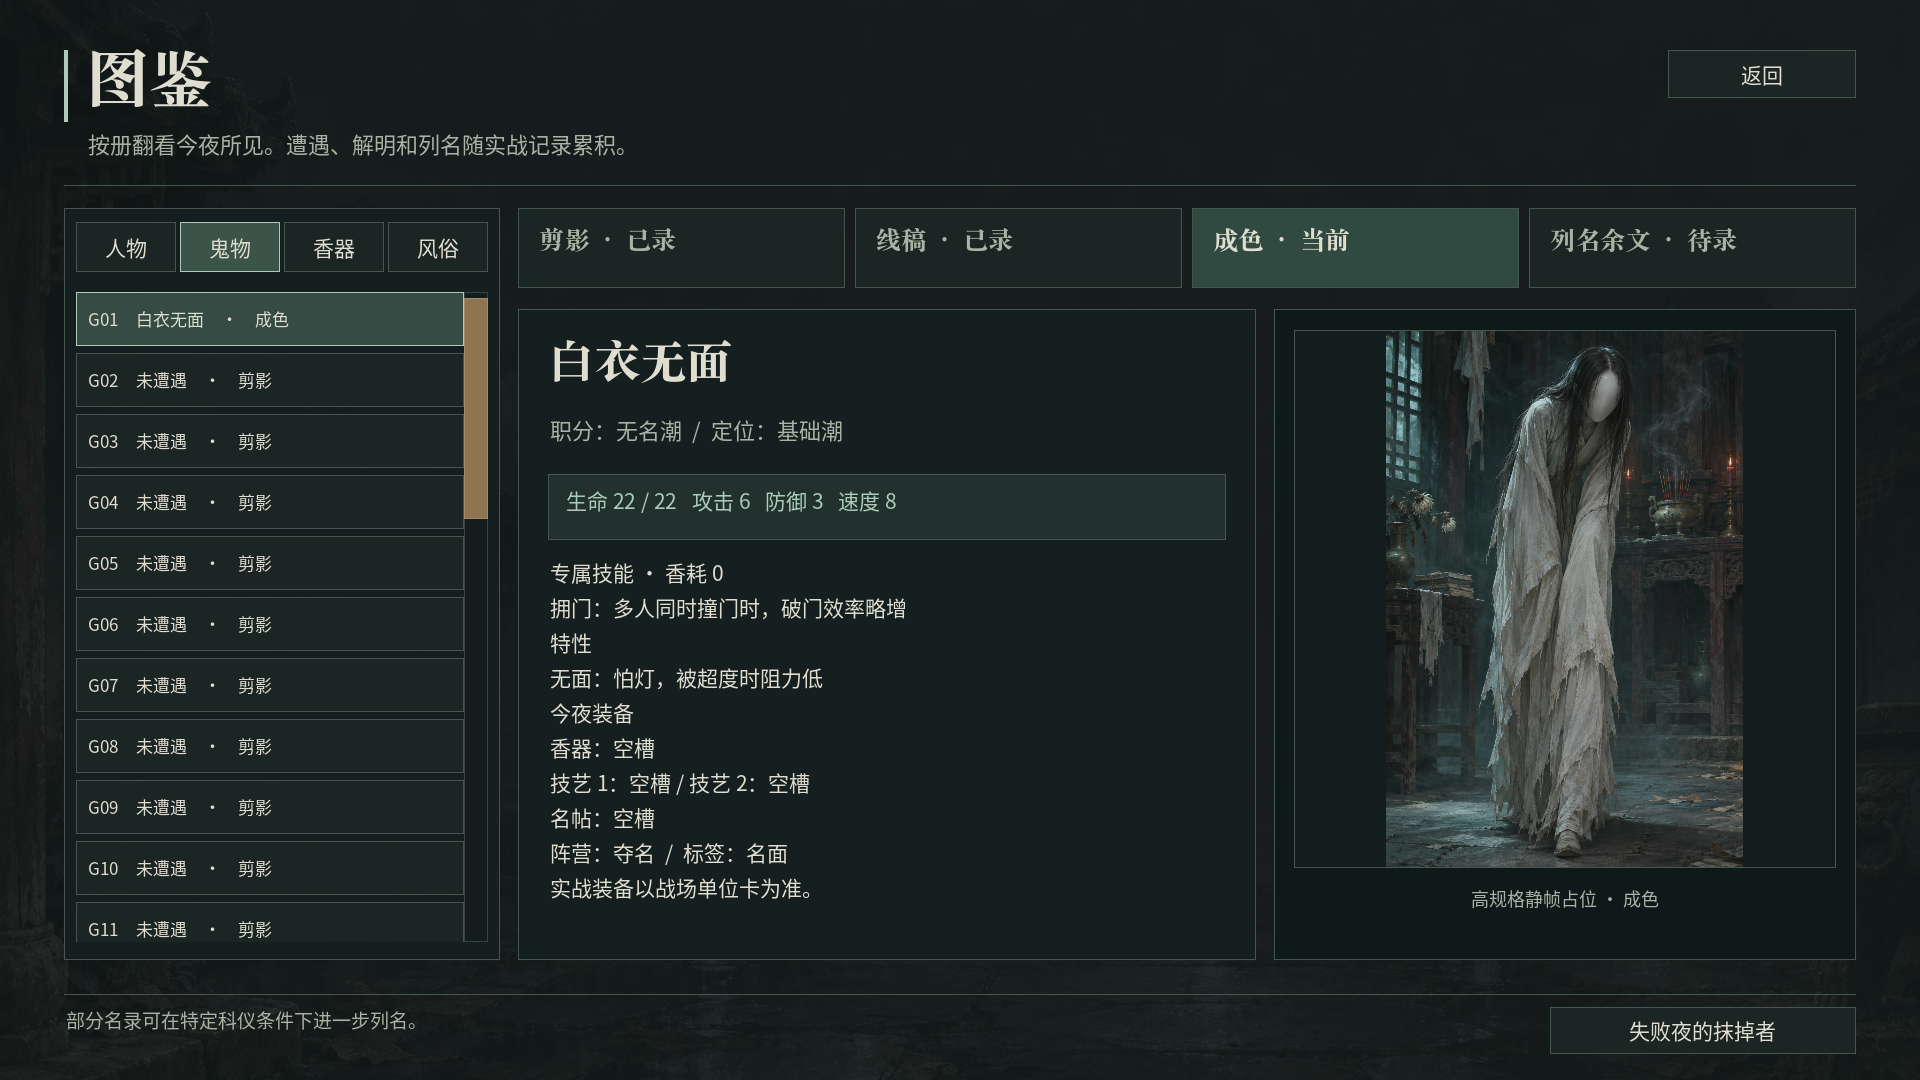 图鉴
返回
按册翻看今夜所见。遭遇、解明和列名随实战记录累积。
人物 鬼物 香器 风俗
剪影 · 已录
线稿 · 已录
成色 · 当前
列名余文 · 待录
G01 白衣无面 · 成色
G02 未遭遇 · 剪影
G03 未遭遇 · 剪影
G04 未遭遇 · 剪影
G05 未遭遇 · 剪影
G06 未遭遇 · 剪影
G07 未遭遇 · 剪影
G08 未遭遇 · 剪影
G09 未遭遇 · 剪影
G10 未遭遇 · 剪影
G11 未遭遇 · 剪影
白衣无面
职分：无名潮 / 定位：基础潮
生命 22 / 22 攻击 6 防御 3 速度 8
专属技能 · 香耗 0
拥门：多人同时撞门时，破门效率略增
特性
无面：怕灯，被超度时阻力低
今夜装备
香器：空槽
技艺 1：空槽 / 技艺 2：空槽
名帖：空槽
阵营：夺名 / 标签：名面
实战装备以战场单位卡为准。
高规格静帧占位 · 成色
部分名录可在特定科仪条件下进一步列名。
失败夜的抹掉者